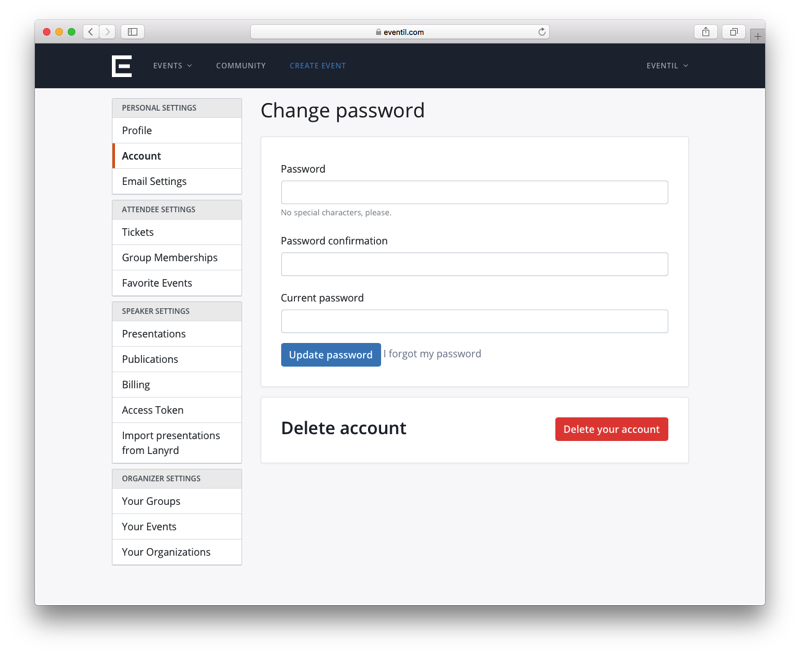 eventil.com
EVENTS
COMMUNITY
CREATE EVENT
EVENTIL
PERSONAL SETTINGS
Profile
Account
Email Settings
ATTENDEE SETTINGS
Tickets
Group Memberships
Favorite Events
SPEAKER SETTINGS
Presentations
Publications
Billing
Access Token
Import presentations
from Lanyrd
ORGANIZER SETTINGS
Your Groups
Your Events
Your Organizations
Change password
Password
No special characters, please.
Password confirmation
Current password
Update password I forgot my password
Delete account
Delete your account